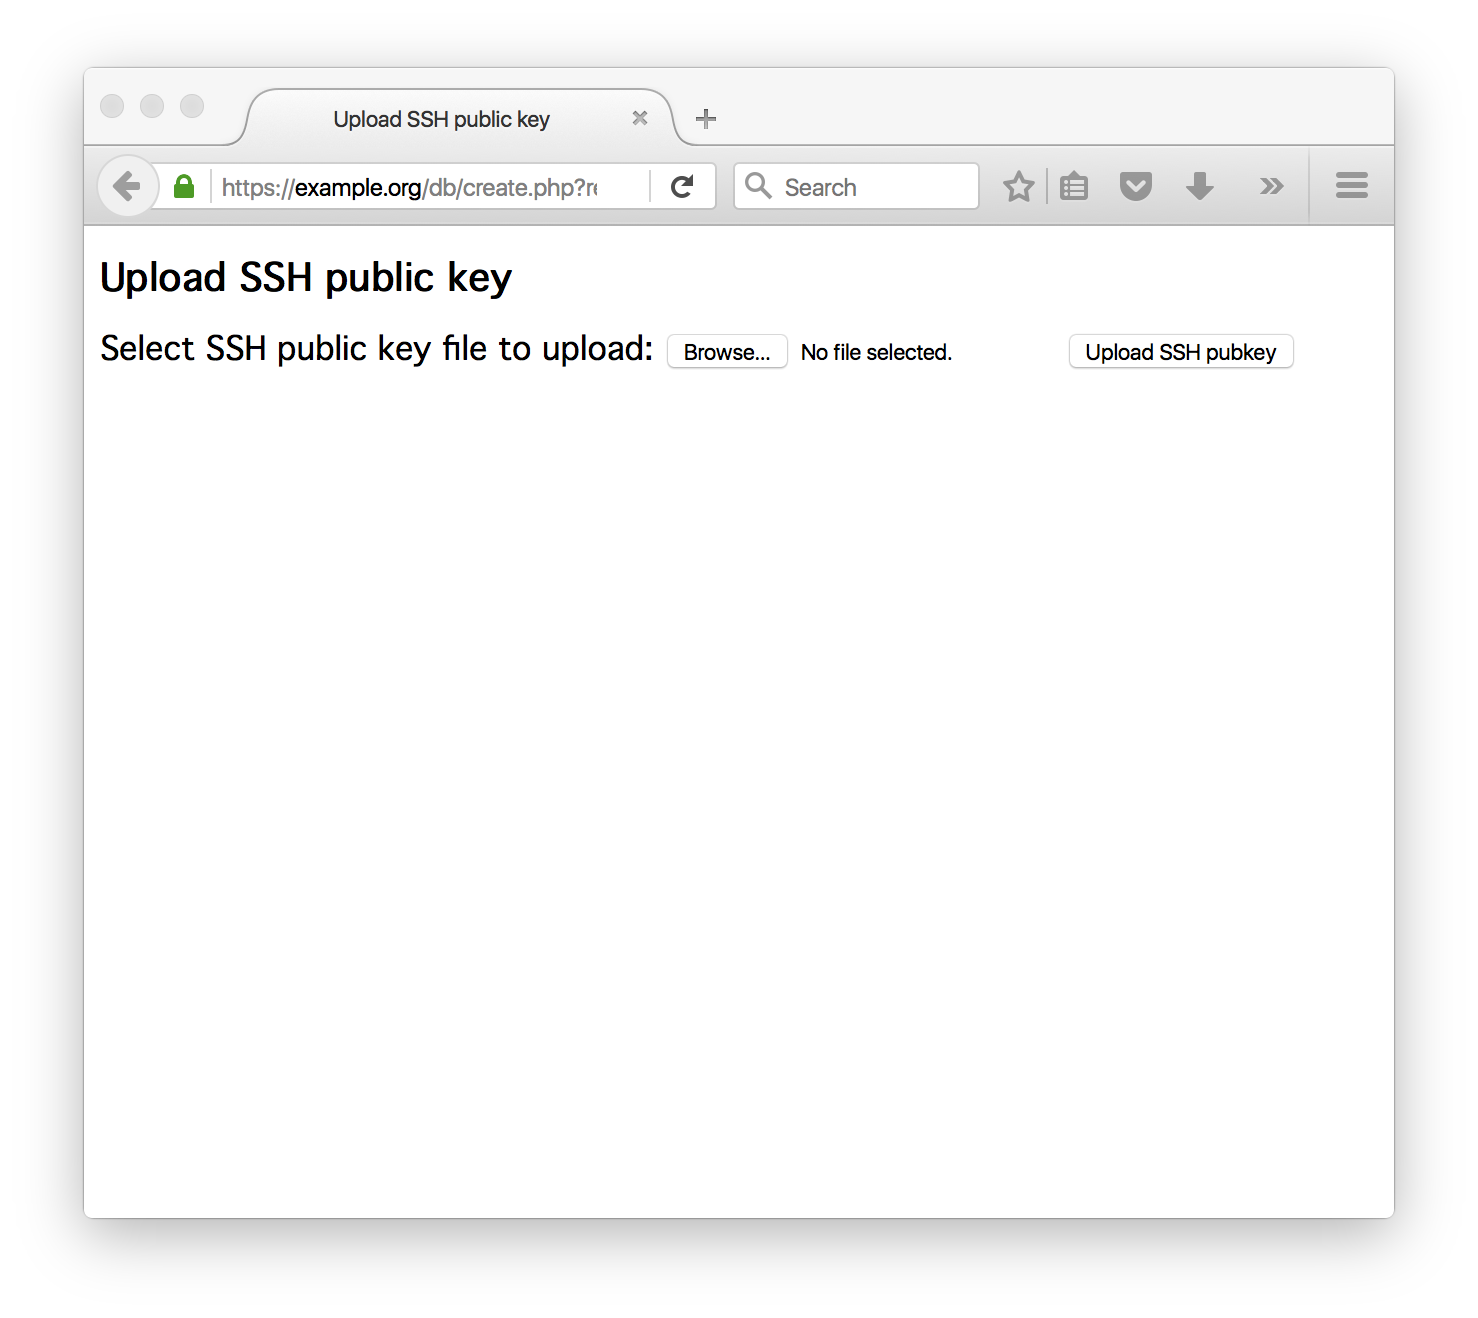 Upload SSH public key
https://example.org/db/create.php?re
Search
Upload SSH public key
Select SSH public key file to upload: Browse... No file selected. Upload SSH pubkey